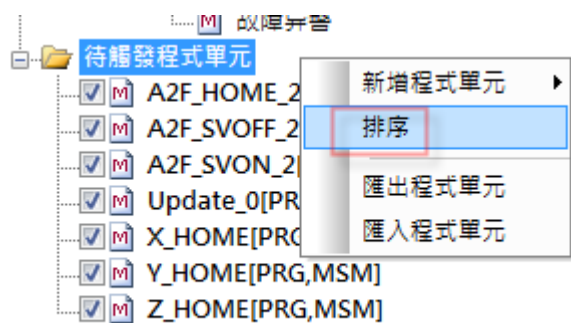 故障異警
待觸發程式單元
A2F_HOME_2
A2F_SVOFF_2
A2F_SVON_2[
Update_0[PR
X_HOME[PRG
Y_HOME[PRG,MSM]
Z_HOME[PRG,MSM]
新增程式單元
排序
匯出程式單元
匯入程式單元